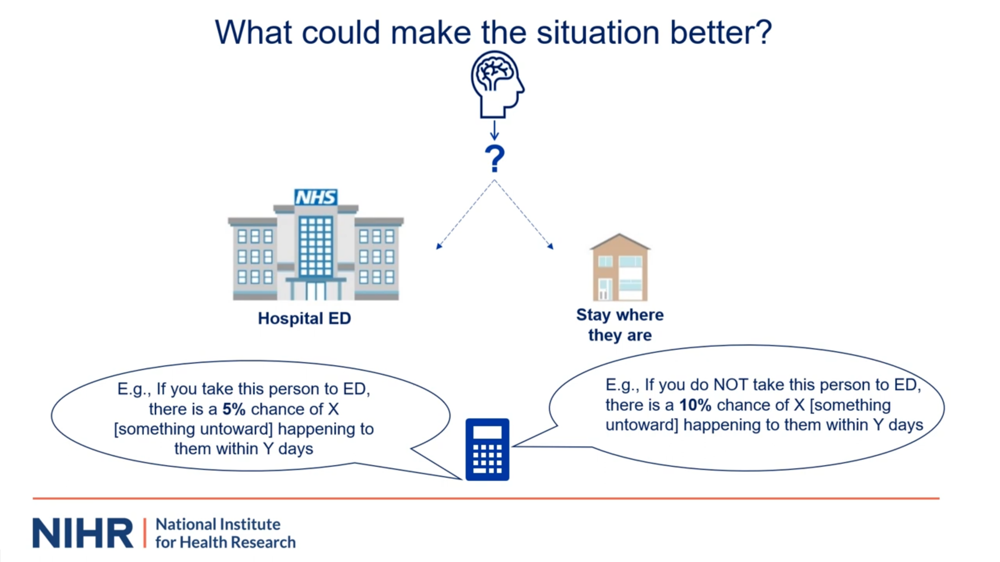 What could make the situation better?
?
NHS
Hospital ED
Stay where
they are
E.g., If you take this person to ED,
there is a 5% chance of X
[something untoward] happening to
them within Y days
E.g., If you do NOT take this person to ED,
there is a 10% chance of X [something
untoward] happening to them within Y days
NIHR | National Institute
for Health Research